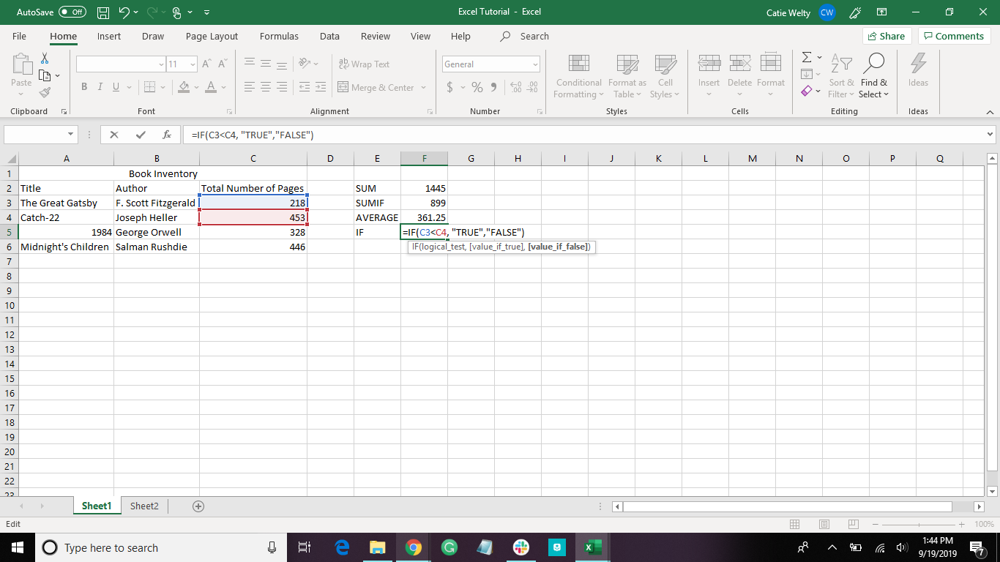 AutoSave Off Excel Tutorial - Excel Catie Welty CW
File Home Insert Draw Page Layout Formulas Data Review View Help Search Share Comments
Paste 11 Wrap Text General Conditional Format as Cell Insert Delete Format Sort & Find & Ideas
B I U Merge & Center $ % Formatting Table Styles Filter Select
Clipboard Font Alignment Number Styles Cells Editing Ideas
fx =IF(C3<C4, "TRUE","FALSE")
A B C D E F G H I J K L M N O P Q
1 Book Inventory
2 Title Author Total Number of Pages SUM 1445
3 The Great Gatsby F. Scott Fitzgerald 218 SUMIF 899
4 Catch-22 Joseph Heller 453 AVERAGE 361.25
5 1984 George Orwell 328 IF =IF(C3<C4, "TRUE","FALSE")
6 Midnight's Children Salman Rushdie 446 IF(logical_test, [value_if_true], [value_if_false])
7
8
9
10
11
12
13
14
15
16
17
18
19
20
21
22
23
Sheet1 Sheet2
Edit 100%
Type here to search 1:44 PM
9/19/2019 7